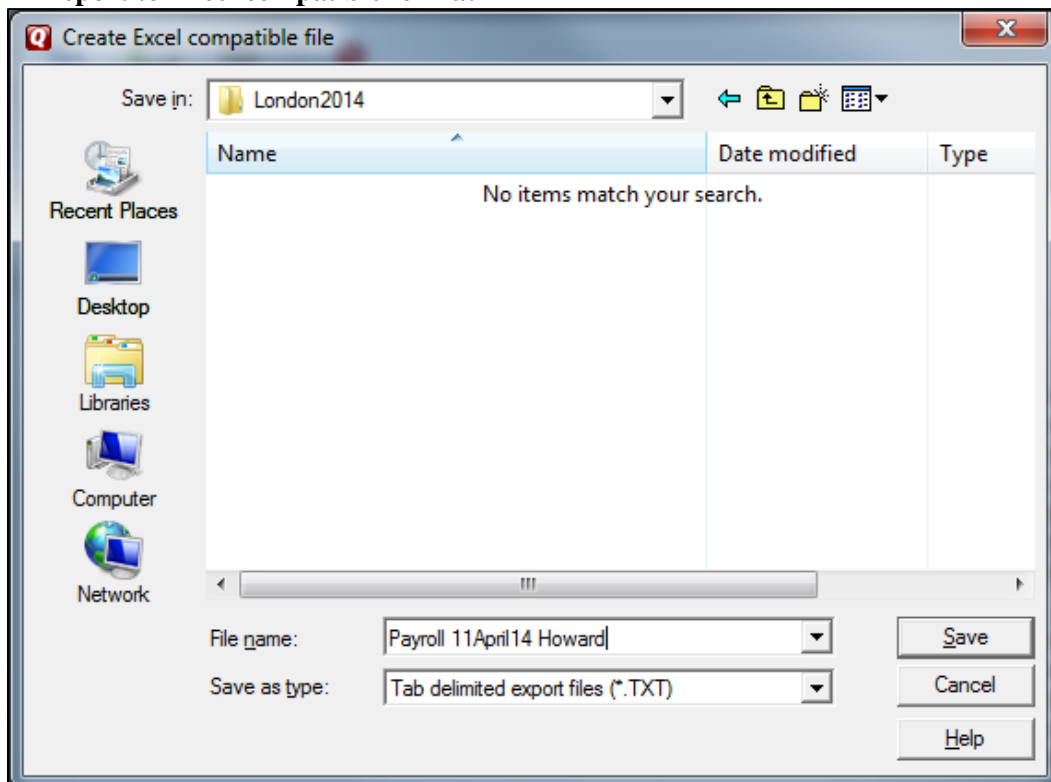 Create Excel compatible file
X
Save in: London2014
Name Date modified Type
No items match your search.
Recent Places
Desktop
Libraries
Computer
Network
File name: Payroll 11April14 Howard Save
Save as type: Tab delimited export files (*.TXT) Cancel
Help